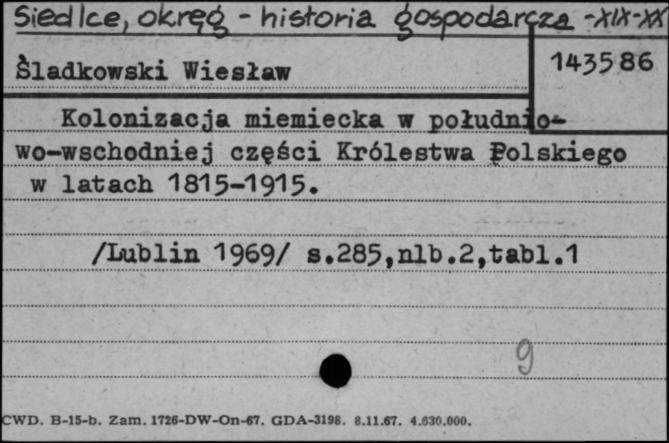 Siedlce, okręg - historia gospodarcza - XIX-XX
Śladkowski Wiesław
143586
Kolonizacja miemiecka w południo-
wo-wschodniej części Królestwa Polskiego
w latach 1815-1915.
/Lublin 1969/ s.285,nlb.2,tabl.1
g
CWD. B-15-b. Zam. 1726-DW-On-67. GDA-3198. 8.11.67. 4.630.000.